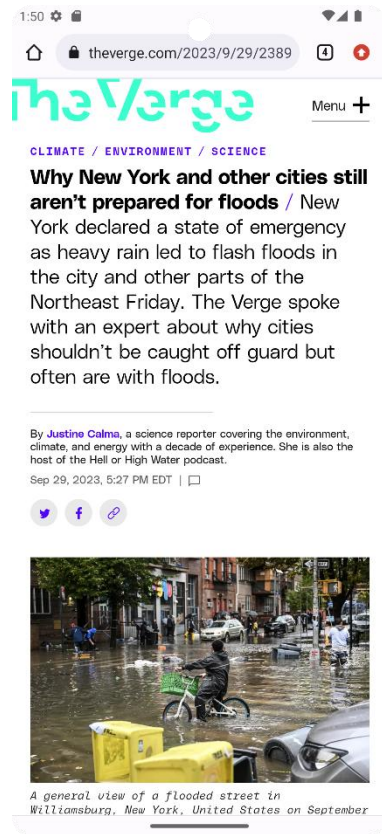 1:50
theverge.com/2023/9/29/2389
4
The Verge
Menu
CLIMATE / ENVIRONMENT / SCIENCE
Why New York and other cities still
aren’t prepared for floods / New
York declared a state of emergency
as heavy rain led to flash floods in
the city and other parts of the
Northeast Friday. The Verge spoke
with an expert about why cities
shouldn’t be caught off guard but
often are with floods.
By Justine Calma, a science reporter covering the environment,
climate, and energy with a decade of experience. She is also the
host of the Hell or High Water podcast.
Sep 29, 2023, 5:27 PM EDT |
A general view of a flooded street in
Williamsburg, New York, United States on September